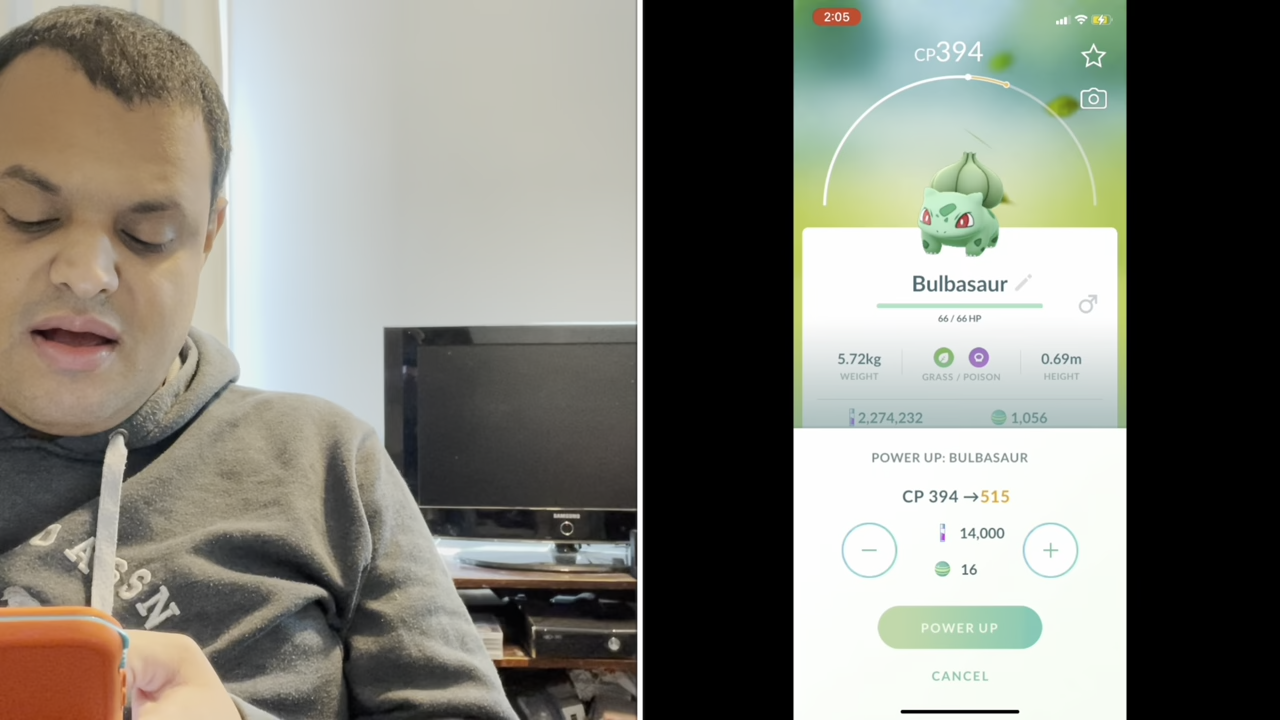 D ASSN
SAMSUNG
2:05
CP394
Bulbasaur
66 / 66 HP
5.72kg
WEIGHT
GRASS / POISON
0.69m
HEIGHT
2,274,232
1,056
POWER UP: BULBASAUR
CP 394 →515
14,000
16
POWER UP
CANCEL